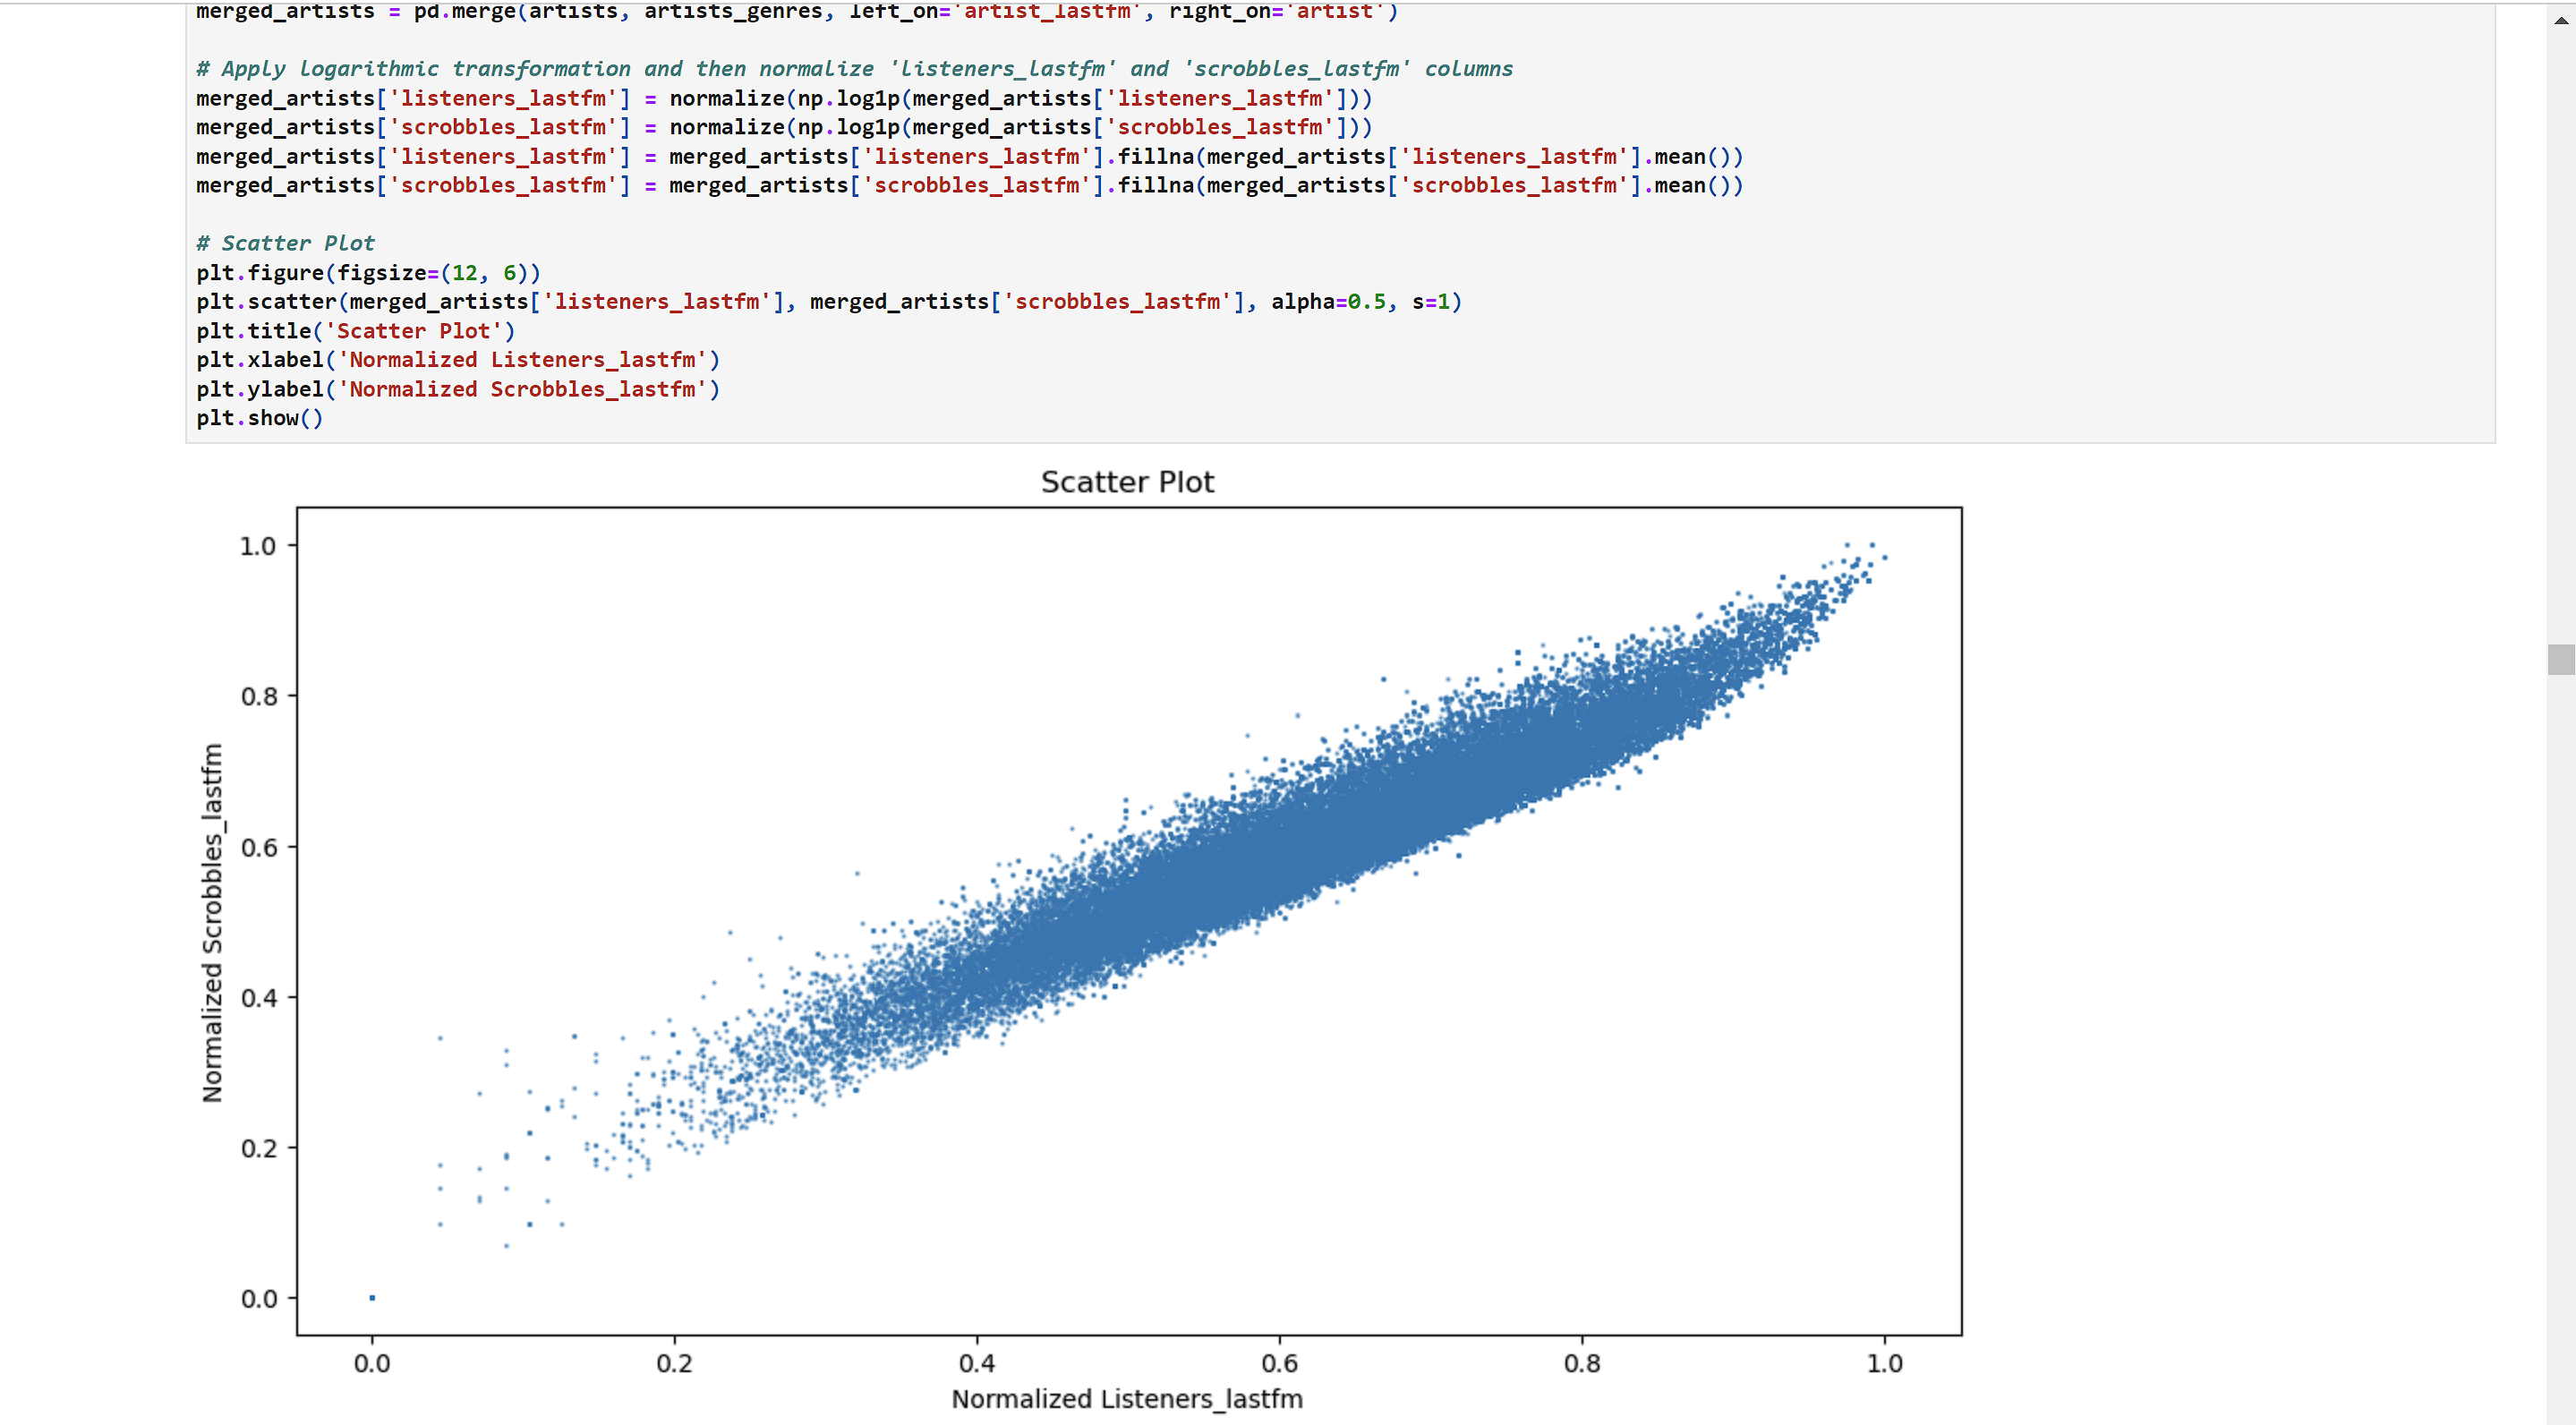 merged_artists = pd.merge(artists, artists_genres, left_on='artist_lastfm', right_on='artist')
# Apply logarithmic transformation and then normalize 'listeners_lastfm' and 'scrobbles_lastfm' columns
merged_artists['listeners_lastfm'] = normalize(np.log1p(merged_artists['listeners_lastfm']))
merged_artists['scrobbles_lastfm'] = normalize(np.log1p(merged_artists['scrobbles_lastfm']))
merged_artists['listeners_lastfm'] = merged_artists['listeners_lastfm'].fillna(merged_artists['listeners_lastfm'].mean())
merged_artists['scrobbles_lastfm'] = merged_artists['scrobbles_lastfm'].fillna(merged_artists['scrobbles_lastfm'].mean())
# Scatter Plot
plt.figure(figsize=(12, 6))
plt.scatter(merged_artists['listeners_lastfm'], merged_artists['scrobbles_lastfm'], alpha=0.5, s=1)
plt.title('Scatter Plot')
plt.xlabel('Normalized Listeners_lastfm')
plt.ylabel('Normalized Scrobbles_lastfm')
plt.show()
Scatter Plot
1.0
0.8
0.6
0.4
0.2
0.0
Normalized Scrobbles_lastfm
0.0 0.2 0.4 0.6 0.8 1.0
Normalized Listeners_lastfm